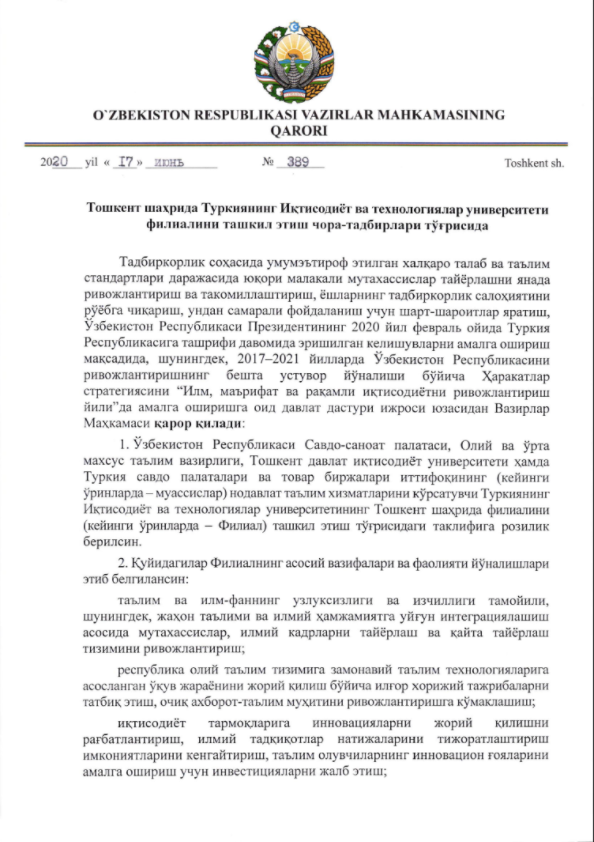 O`ZBEKISTON RESPUBLIKASI VAZIRLAR MAHKAMASINING
QARORI
2020 yil « 17 » июнь № 389 Toshkent sh.
Тошкент шаҳрида Туркиянинг Иқтисодиёт ва технологиялар университети
филиалини ташкил этиш чора-тадбирлари тўғрисида
Тадбиркорлик соҳасида умумэътироф этилган халқаро талаб ва таълим
стандартлари даражасида юқори малакали мутахассислар тайёрлашни янада
ривожлантириш ва такомиллаштириш, ёшларнинг тадбиркорлик салоҳиятини
рўёбга чиқариш, ундан самарали фойдаланиш учун шарт-шароитлар яратиш,
Ўзбекистон Республикаси Президентининг 2020 йил февраль ойида Туркия
Республикасига ташрифи давомида эришилган келишувларни амалга ошириш
мақсадида, шунингдек, 2017–2021 йилларда Ўзбекистон Республикасини
ривожлантиришнинг бешта устувор йўналиши бўйича Ҳаракатлар
стратегиясини “Илм, маърифат ва рақамли иқтисодиётни ривожлантириш
йили”да амалга оширишга оид давлат дастури ижроси юзасидан Вазирлар
Маҳкамаси қарор қилади:
1. Ўзбекистон Республикаси Савдо-саноат палатаси, Олий ва ўрта
махсус таълим вазирлиги, Тошкент давлат иқтисодиёт университети ҳамда
Туркия савдо палаталари ва товар биржалари иттифоқининг (кейинги
ўринларда – муассислар) нодавлат таълим хизматларини кўрсатувчи Туркиянинг
Иқтисодиёт ва технологиялар университетининг Тошкент шаҳрида филиалини
(кейинги ўринларда – Филиал) ташкил этиш тўғрисидаги таклифига розилик
берилсин.
2. Қуйидагилар Филиалнинг асосий вазифалари ва фаолияти йўналишлари
этиб белгилансин:
таълим ва илм-фаннинг узлуксизлиги ва изчиллиги тамойили,
шунингдек, жаҳон таълими ва илмий ҳамжамиятга уйғун интеграциялашиш
асосида мутахассислар, илмий кадрларни тайёрлаш ва қайта тайёрлаш
тизимини ривожлантириш;
республика олий таълим тизимига замонавий таълим технологияларига
асосланган ўқув жараёнини жорий қилиш бўйича илғор хорижий тажрибаларни
татбиқ этиш, очиқ ахборот-таълим муҳитини ривожлантиришга кўмаклашиш;
иқтисодиёт тармоқларига инновацияларни жорий қилишни
рағбатлантириш, илмий тадқиқотлар натижаларини тижоратлаштириш
имкониятларини кенгайтириш, таълим олувчиларнинг инновацион ғояларини
амалга ошириш учун инвестицияларни жалб этиш;